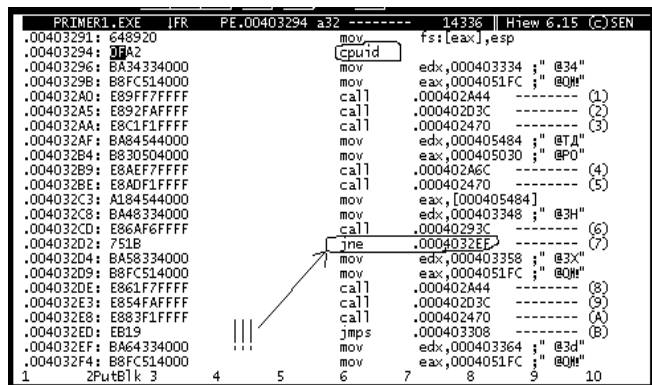 PRIMER1.EXE ↓FR PE.00403294 a32 -------- 14336 ║ Hiew 6.15 (c)SEN
.00403291: 648920 mov fs:[eax],esp
.00403294: 0FA2 cpuid
.00403296: BA34334000 mov edx,000403334 ;" @34"
.0040329B: B8FC514000 mov eax,0004051FC ;" @Q№"
.004032A0: E89FF7FFFF call .000402A44 -------- (1)
.004032A5: E892FAFFFF call .000402D3C -------- (2)
.004032AA: E8C1F1FFFF call .000402470 -------- (3)
.004032AF: BA84544000 mov edx,000405484 ;" @TД"
.004032B4: B830504000 mov eax,000405030 ;" @P0"
.004032B9: E8AEF7FFFF call .000402A6C -------- (4)
.004032BE: E8ADF1FFFF call .000402470 -------- (5)
.004032C3: A184544000 mov eax,[000405484]
.004032C8: BA48334000 mov edx,000403348 ;" @3H"
.004032CD: E86AF6FFFF call .00040293C -------- (6)
.004032D2: 751B jne .0004032EF -------- (7)
.004032D4: BA58334000 mov edx,000403358 ;" @3X"
.004032D9: B8FC514000 mov eax,0004051FC ;" @Q№"
.004032DE: E861F7FFFF call .000402A44 -------- (8)
.004032E3: E854FAFFFF call .000402D3C -------- (9)
.004032E8: E883F1FFFF call .000402470 -------- (A)
.004032ED: EB19 jmps .000403308 -------- (B)
.004032EF: BA64334000 mov edx,000403364 ;" @3d"
.004032F4: B8FC514000 mov eax,0004051FC ;" @Q№"
!!!
1 2PutBlk 3 4 5 6 7 8 9 10